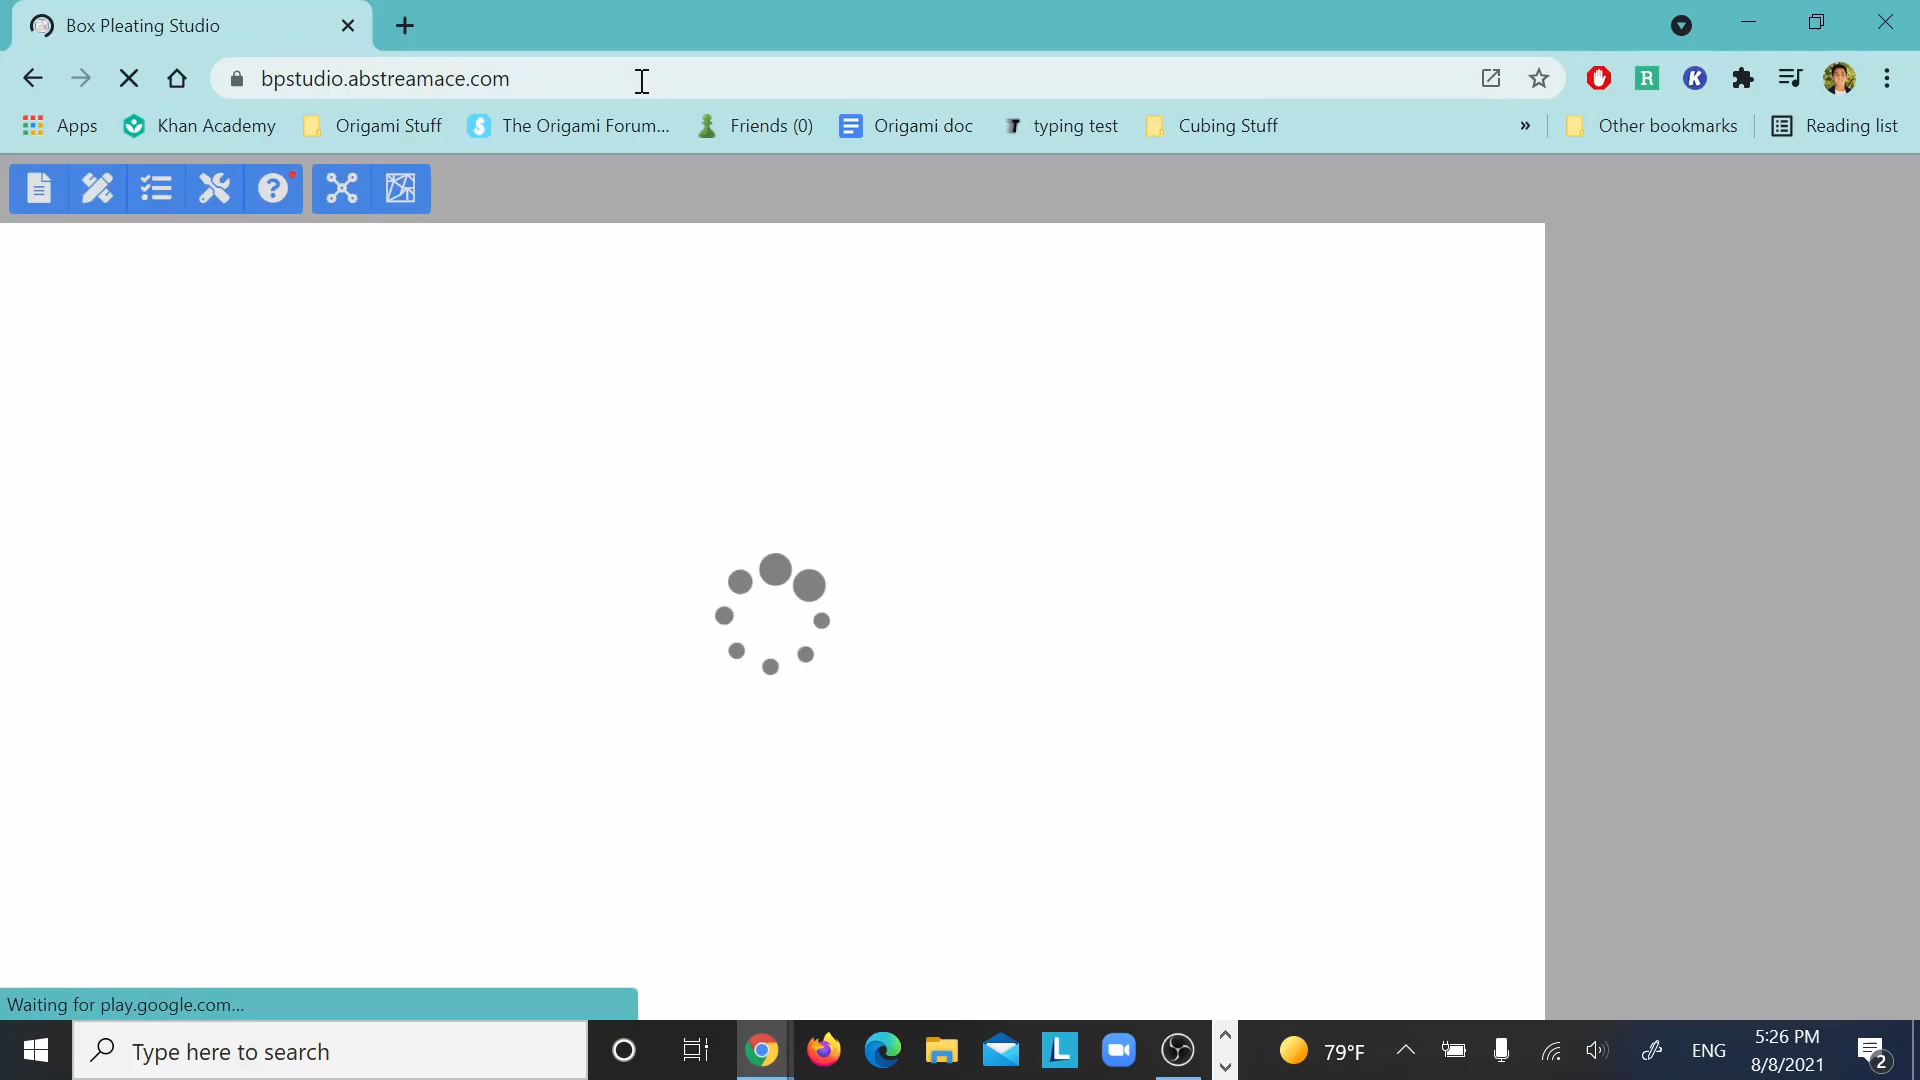 Box Pleating Studio
bpstudio.abstreamace.com
R K
Apps Khan Academy Origami Stuff The Origami Forum... Friends (0) Origami doc typing test Cubing Stuff » Other bookmarks Reading list
Waiting for play.google.com...
Type here to search
L
79°F
ENG
5:26 PM
8/8/2021
2